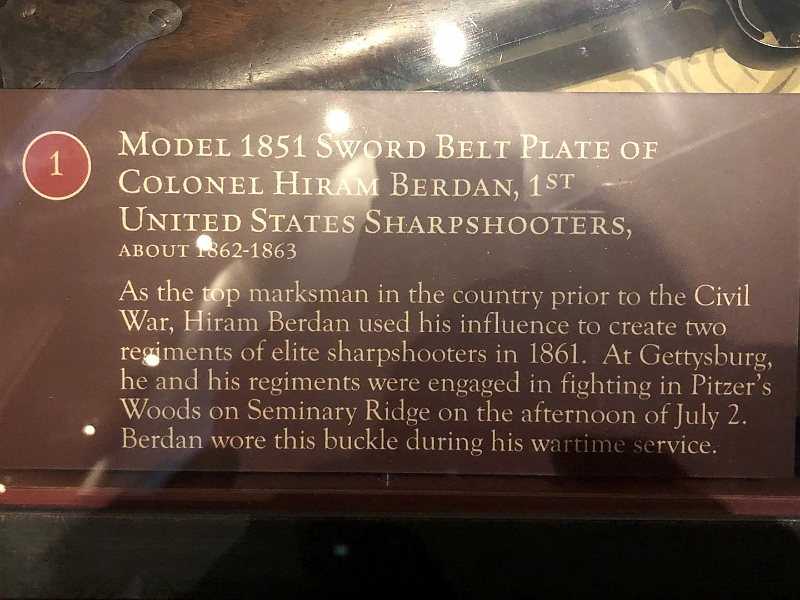 1
MODEL 1851 SWORD BELT PLATE OF
COLONEL HIRAM BERDAN, 1ST
UNITED STATES SHARPSHOOTERS,
ABOUT 1862-1863
As the top marksman in the country prior to the Civil
War, Hiram Berdan used his influence to create two
regiments of elite sharpshooters in 1861. At Gettysburg,
he and his regiments were engaged in fighting in Pitzer's
Woods on Seminary Ridge on the afternoon of July 2.
Berdan wore this buckle during his wartime service.